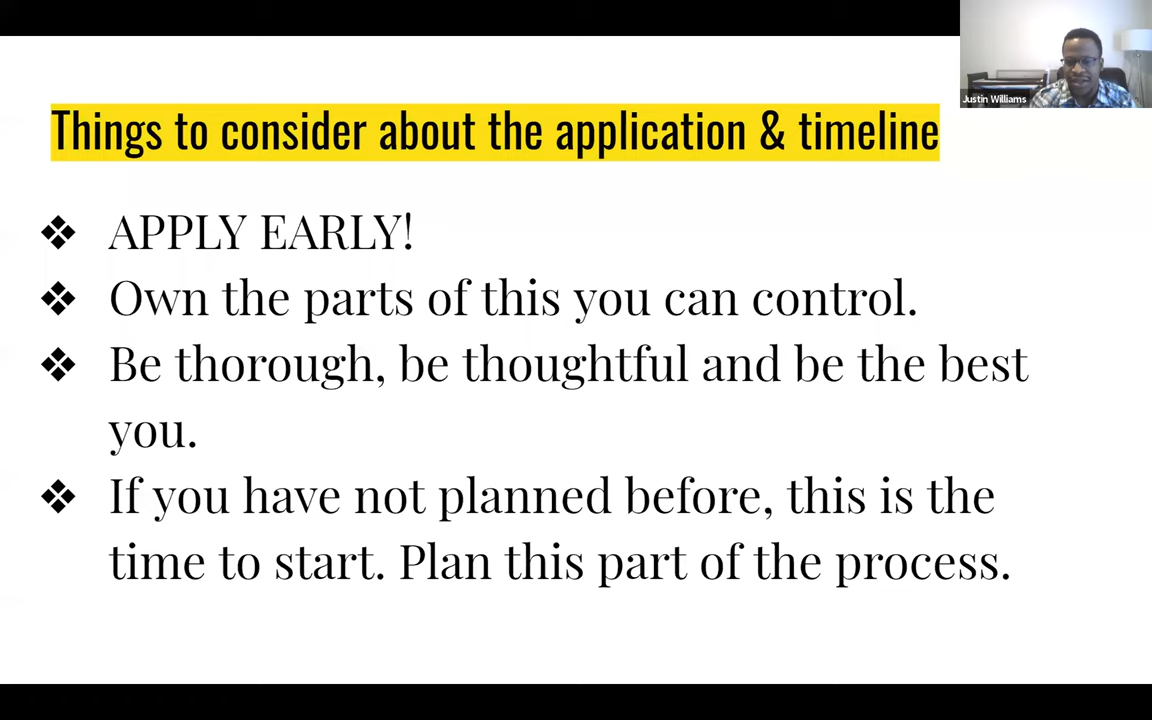 Justin Williams
Things to consider about the application & timeline
❖ APPLY EARLY!
❖ Own the parts of this you can control.
❖ Be thorough, be thoughtful and be the best
you.
❖ If you have not planned before, this is the
time to start. Plan this part of the process.